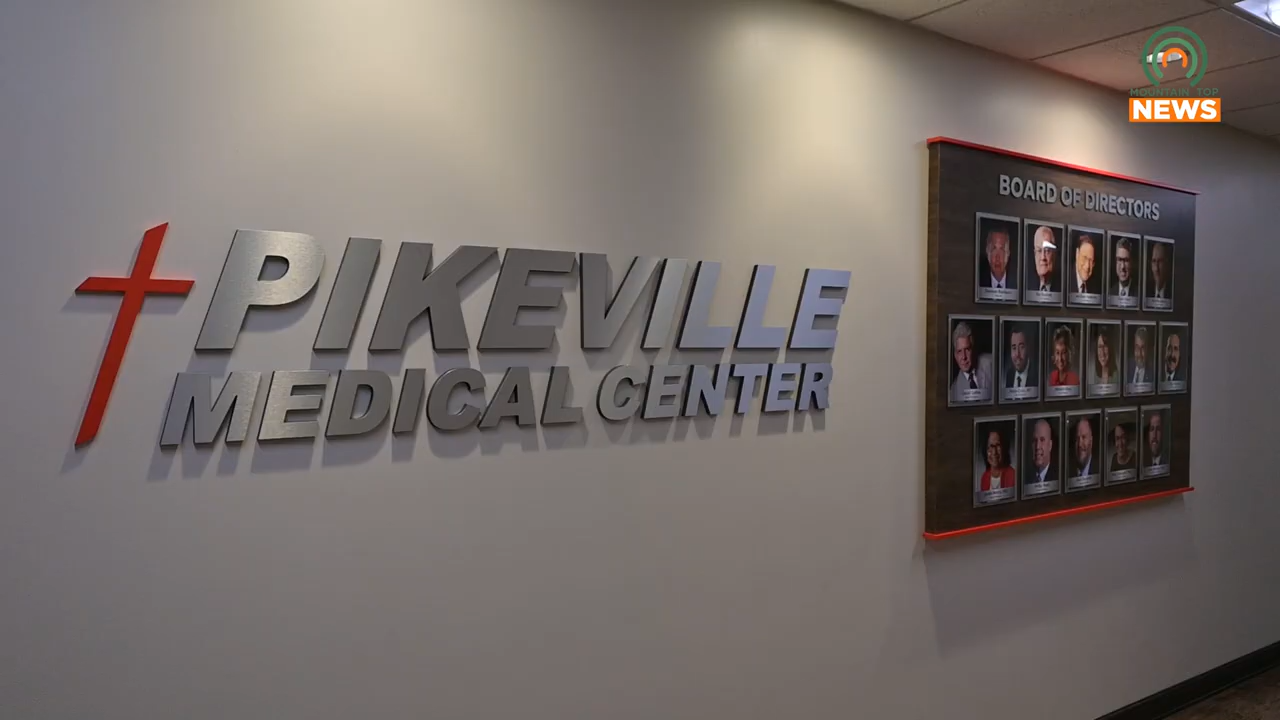 MOUNTAIN TOP
NEWS
BOARD OF DIRECTORS
PIKEVILLE
MEDICAL CENTER